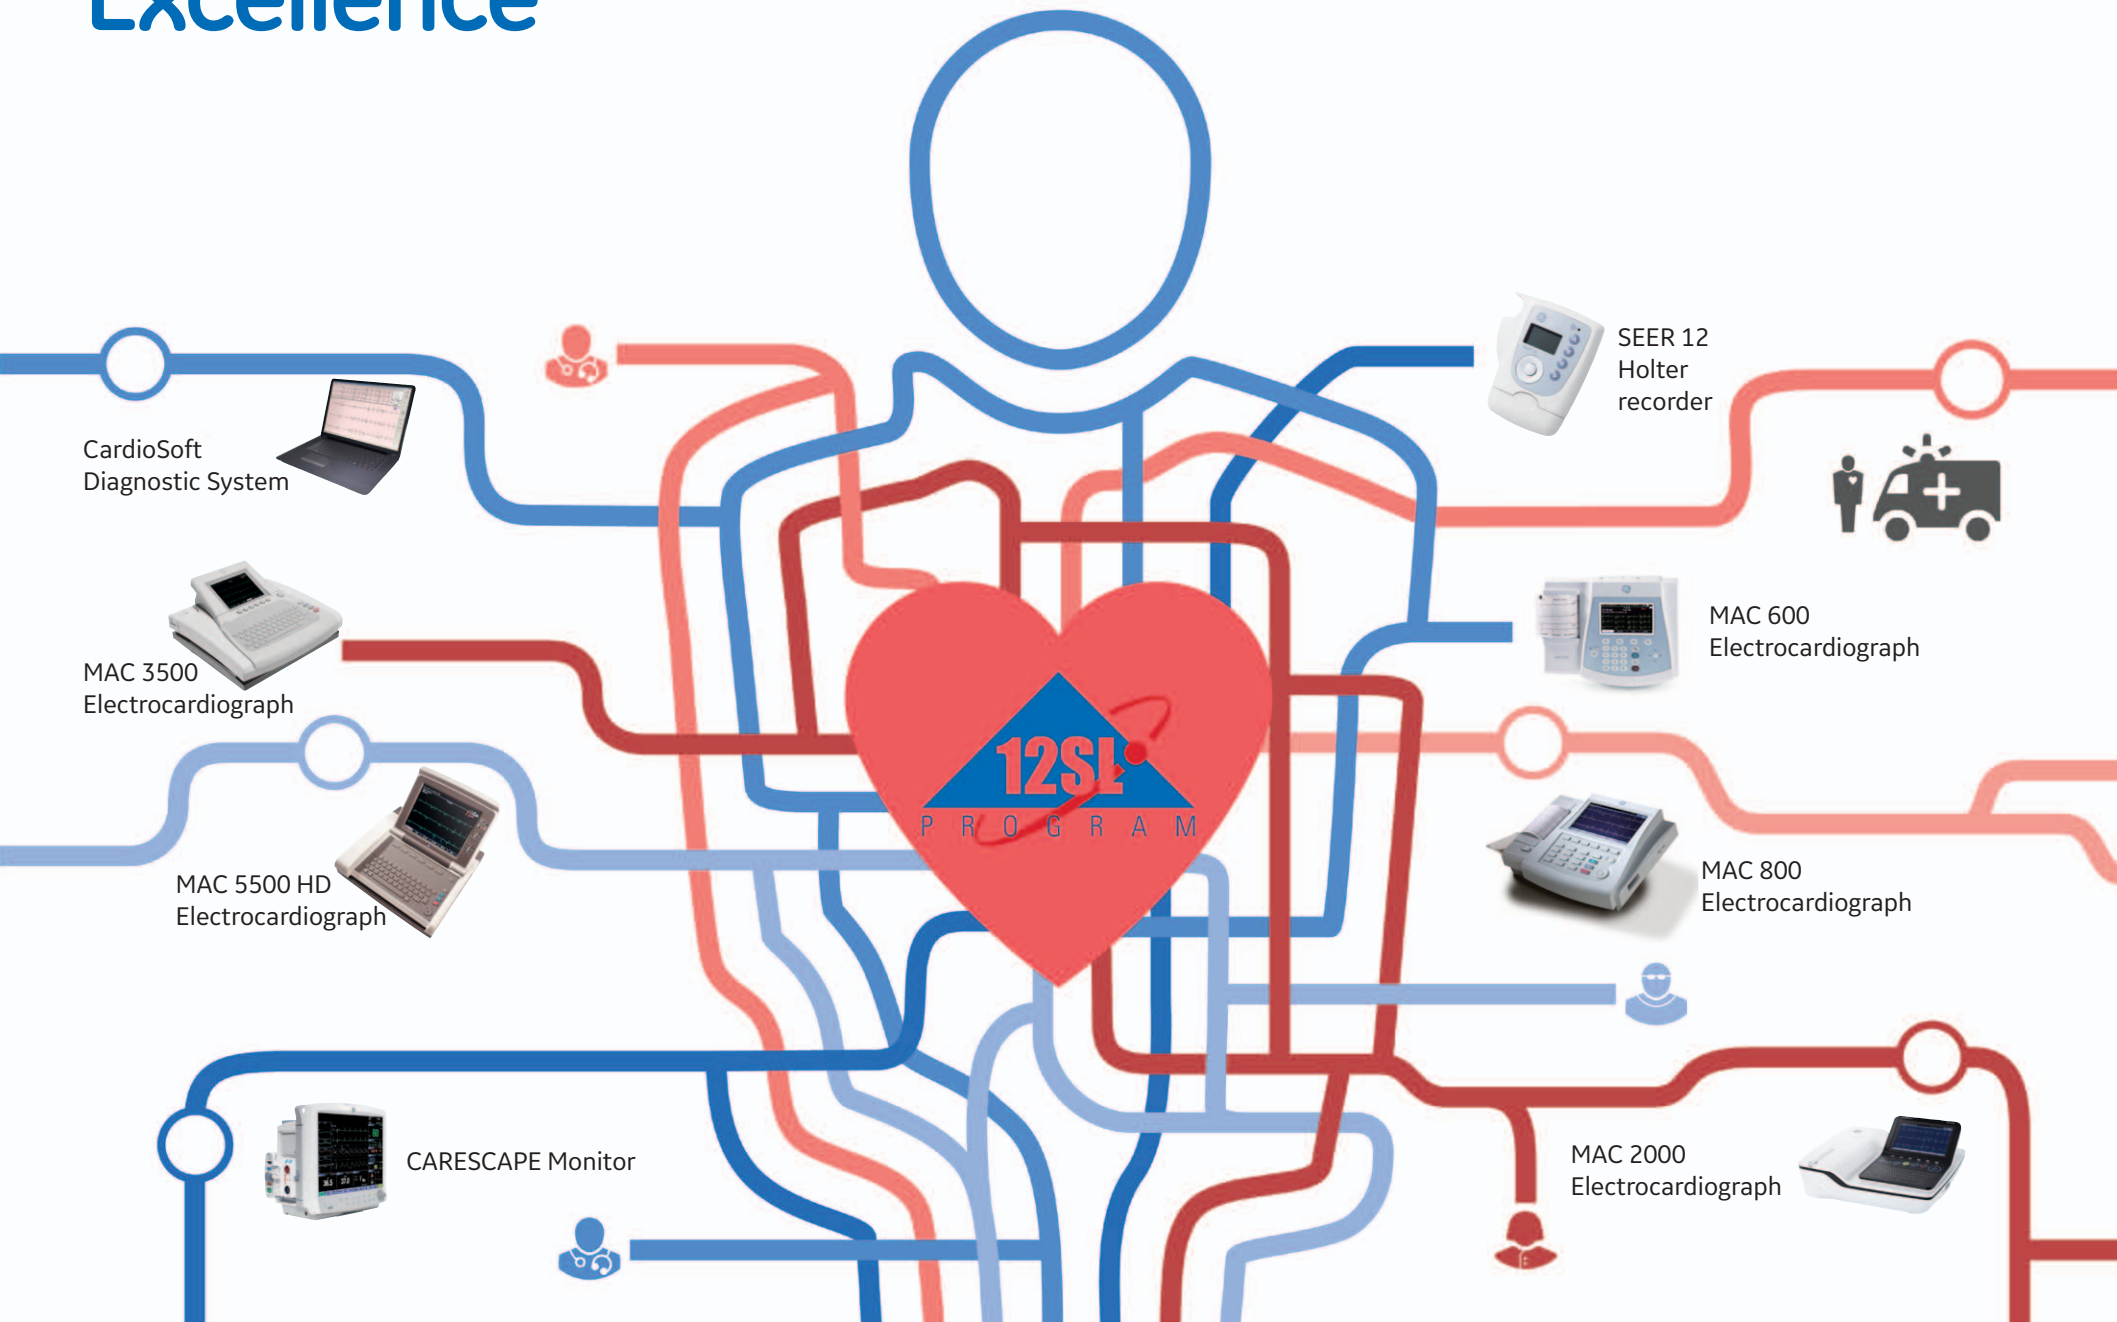 Excellence
SEER 12
Holter
recorder
CardioSoft
Diagnostic System
MAC 600
Electrocardiograph
MAC 3500
Electrocardiograph
12SL
PROGRAM
MAC 5500 HD
Electrocardiograph
MAC 800
Electrocardiograph
CARESCAPE Monitor
MAC 2000
Electrocardiograph